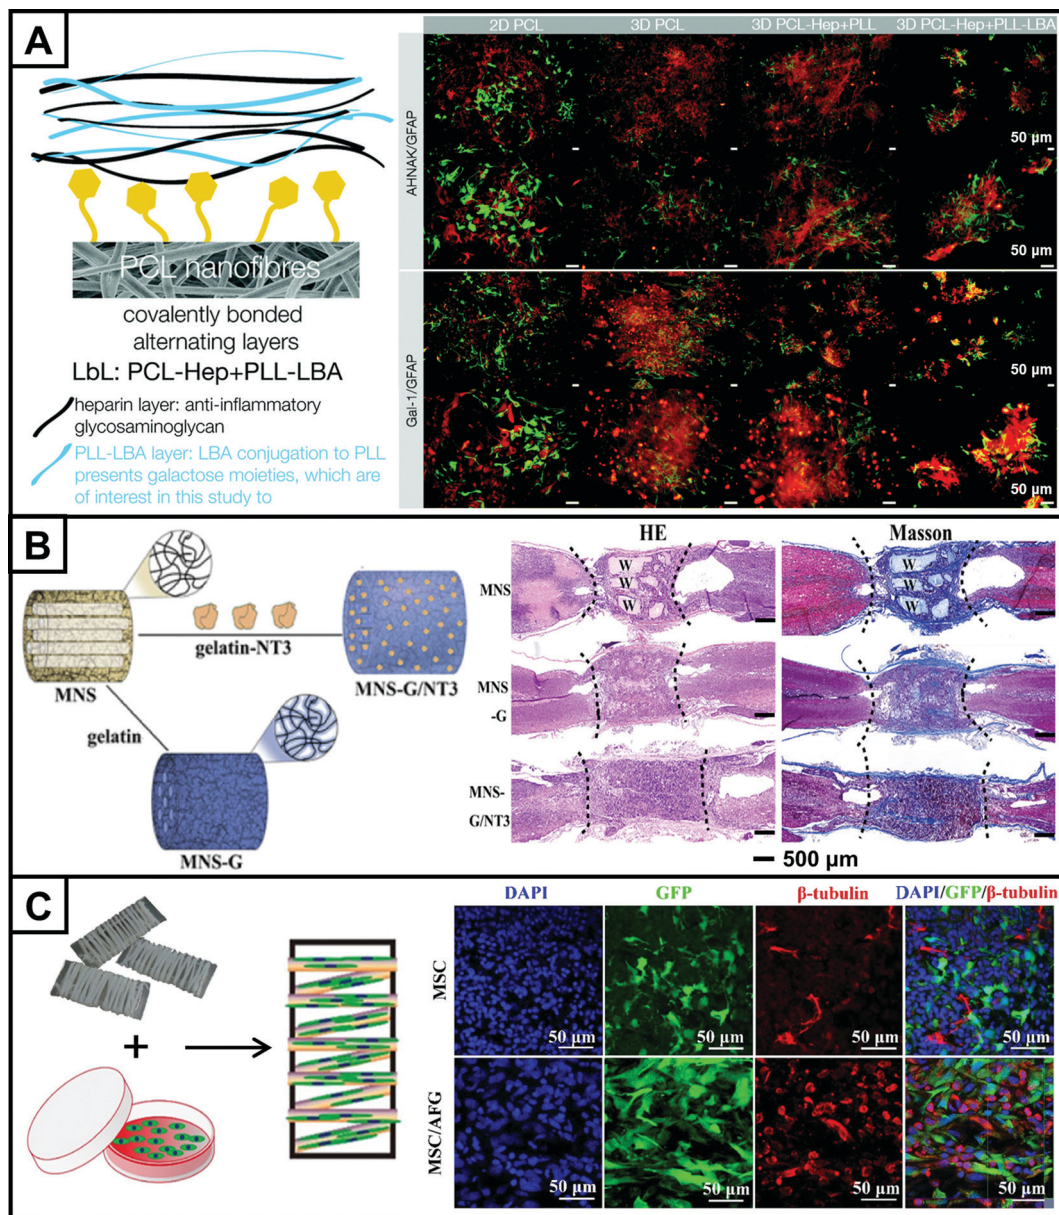 A
2D PCL
3D PCL
3D PCL-Hep+PLL
3D PCL-Hep+PLL-LBA
AHNAK/GFAP
50 µm
50 µm
PCL nanofibres
covalently bonded
alternating layers
LbL: PCL-Hep+PLL-LBA
heparin layer: anti-inflammatory
glycosaminoglycan
PLL-LBA layer: LBA conjugation to PLL
presents galactose moieties, which are
of interest in this study to
Gal-1/GFAP
50 µm
50 µm
B
MNS
gelatin-NT3
MNS-G/NT3
gelatin
MNS-G
HE
Masson
MNS
W
W
W
W
W
W
MNS
-G
MNS-
G/NT3
500 µm
C
DAPI
GFP
β-tubulin
DAPI/GFP/β-tubulin
MSC
50 µm
50 µm
50 µm
50 µm
+
MSC/AFG
50 µm
50 µm
50 µm
50 µm